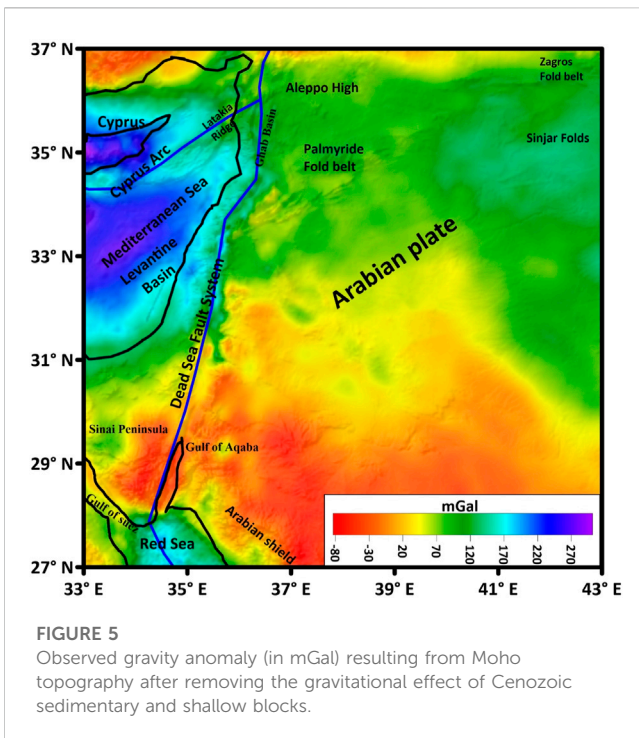 37° N
35° N
33° N
31° N
29° N
27° N
33° E
35° E
37° E
39° E
41° E
43° E
Zagros
Fold belt
Aleppo High
Cyprus
Latakia
Ridge
Ghab Basin
Sinjar Folds
Palmyride
Fold belt
Cyprus Arc
Mediterranean Sea
Levantine
Basin
Arabian plate
Dead Sea Fault System
Sinai Peninsula
Gulf of Aqaba
Gulf of suez
Arabian shield
Red Sea
mGal
-80 -30 20 70 120 170 220 270
FIGURE 5
Observed gravity anomaly (in mGal) resulting from Moho
topography after removing the gravitational effect of Cenozoic
sedimentary and shallow blocks.